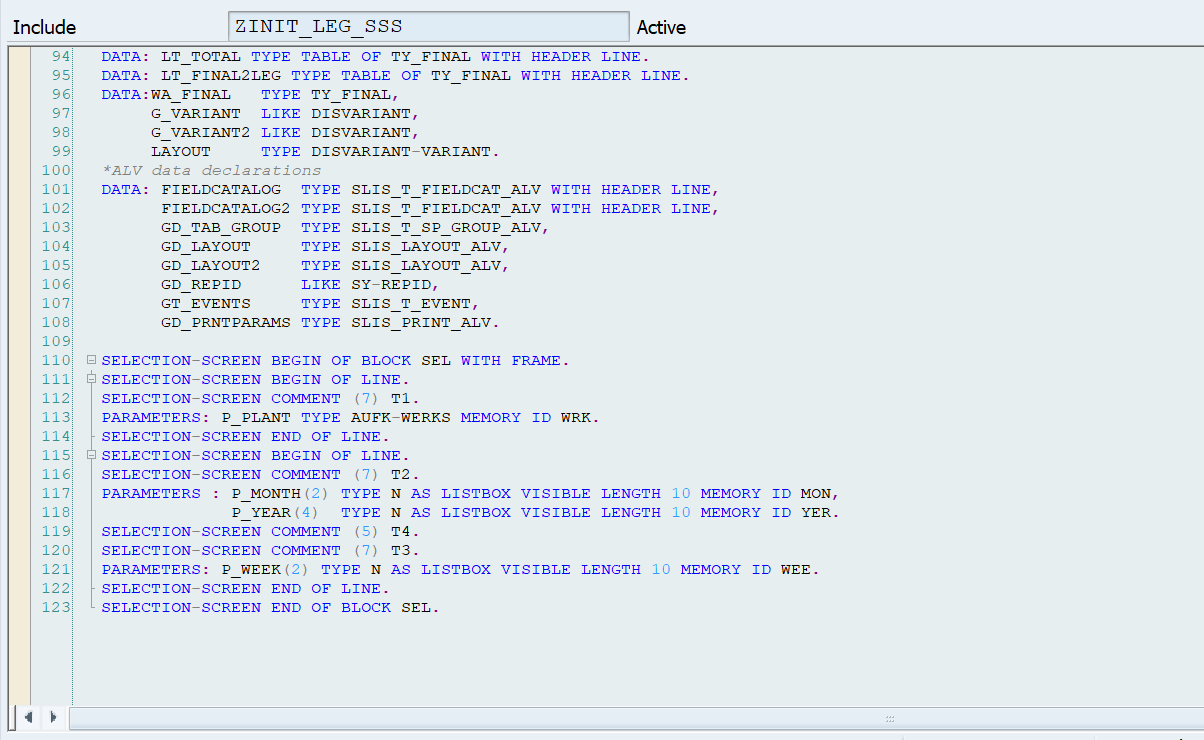 Include ZINIT_LEG_SSS Active
94 DATA: LT_TOTAL TYPE TABLE OF TY_FINAL WITH HEADER LINE.
95 DATA: LT_FINAL2LEG TYPE TABLE OF TY_FINAL WITH HEADER LINE.
96 DATA:WA_FINAL   TYPE TY_FINAL,
97      G_VARIANT  LIKE DISVARIANT,
98      G_VARIANT2 LIKE DISVARIANT,
99      LAYOUT     TYPE DISVARIANT-VARIANT.
100 *ALV data declarations
101 DATA: FIELDCATALOG  TYPE SLIS_T_FIELDCAT_ALV WITH HEADER LINE,
102       FIELDCATALOG2 TYPE SLIS_T_FIELDCAT_ALV WITH HEADER LINE,
103       GD_TAB_GROUP  TYPE SLIS_T_SP_GROUP_ALV,
104       GD_LAYOUT     TYPE SLIS_LAYOUT_ALV,
105       GD_LAYOUT2    TYPE SLIS_LAYOUT_ALV,
106       GD_REPID      LIKE SY-REPID,
107       GT_EVENTS     TYPE SLIS_T_EVENT,
108       GD_PRNTPARAMS TYPE SLIS_PRINT_ALV.
109
110 SELECTION-SCREEN BEGIN OF BLOCK SEL WITH FRAME.
111 SELECTION-SCREEN BEGIN OF LINE.
112 SELECTION-SCREEN COMMENT (7) T1.
113 PARAMETERS: P_PLANT TYPE AUFK-WERKS MEMORY ID WRK.
114 SELECTION-SCREEN END OF LINE.
115 SELECTION-SCREEN BEGIN OF LINE.
116 SELECTION-SCREEN COMMENT (7) T2.
117 PARAMETERS : P_MONTH(2) TYPE N AS LISTBOX VISIBLE LENGTH 10 MEMORY ID MON,
118              P_YEAR(4)  TYPE N AS LISTBOX VISIBLE LENGTH 10 MEMORY ID YER.
119 SELECTION-SCREEN COMMENT (5) T4.
120 SELECTION-SCREEN COMMENT (7) T3.
121 PARAMETERS: P_WEEK(2) TYPE N AS LISTBOX VISIBLE LENGTH 10 MEMORY ID WEE.
122 SELECTION-SCREEN END OF LINE.
123 SELECTION-SCREEN END OF BLOCK SEL.